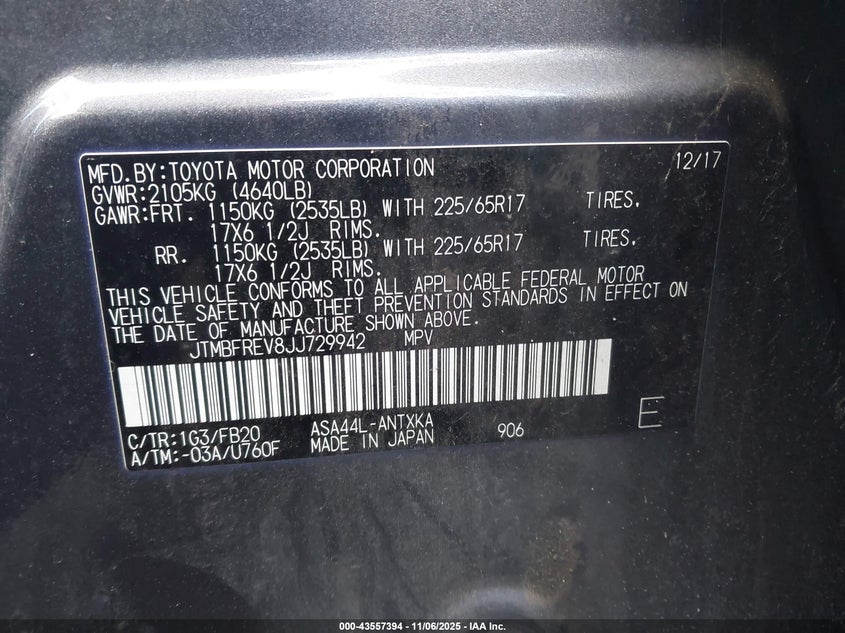 MFD.BY:TOYOTA MOTOR CORPORATION 12/17
GVWR:2105KG (4640LB)
GAWR:FRT. 1150KG (2535LB) WITH 225/65R17 TIRES,
17X6 1/2J RIMS.
RR. 1150KG (2535LB) WITH 225/65R17 TIRES,
17X6 1/2J RIMS.
THIS VEHICLE CONFORMS TO ALL APPLICABLE FEDERAL MOTOR
VEHICLE SAFETY AND THEFT PREVENTION STANDARDS IN EFFECT ON
THE DATE OF MANUFACTURE SHOWN ABOVE.
JTMBFREV8JJ729942 MPV
C/TR:1G3/FB20 ASA44L-ANTXKA 906 E
A/TM:-03A/U760F MADE IN JAPAN
000-43557394 - 11/06/2025 - IAA Inc.